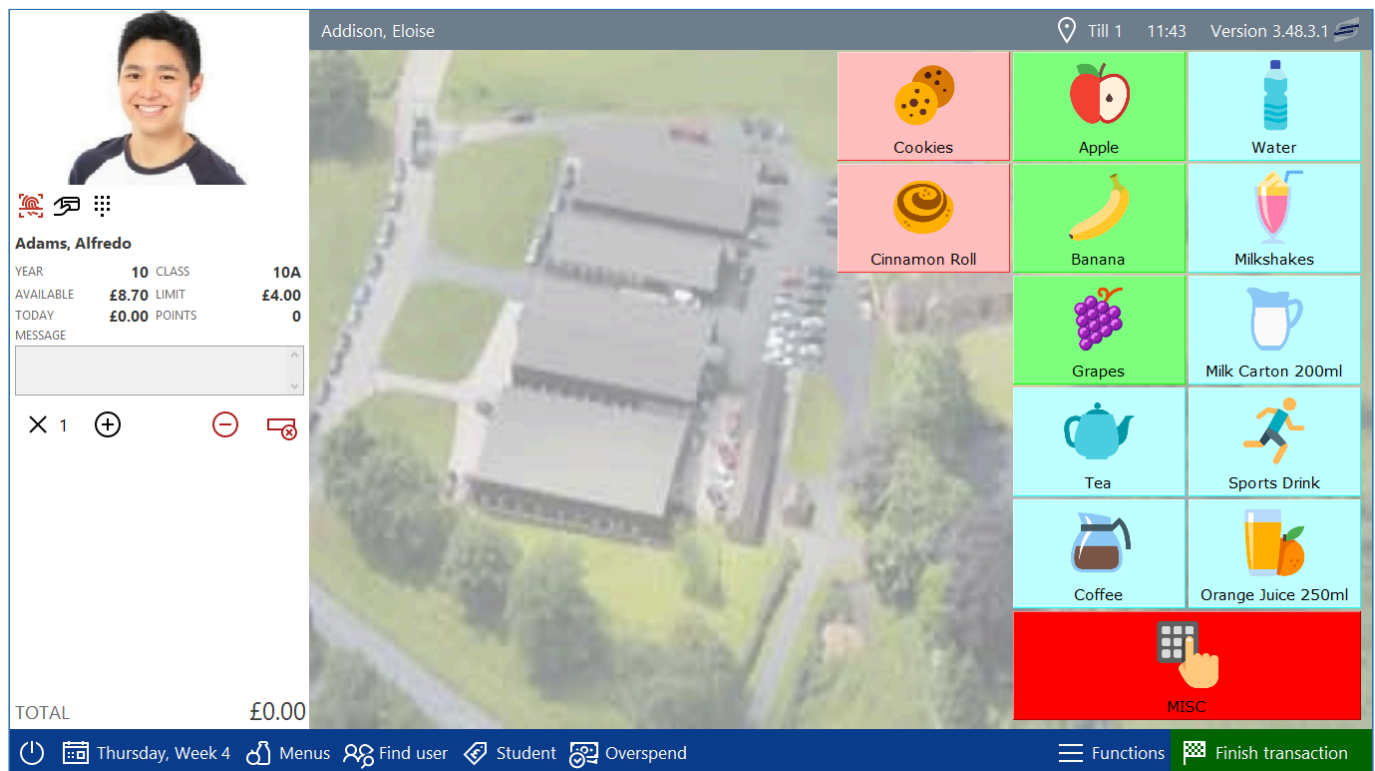 Addison, Eloise
Till 1 11:43 Version 3.48.3.1
Adams, Alfredo
YEAR 10 CLASS 10A
AVAILABLE £8.70 LIMIT £4.00
TODAY £0.00 POINTS 0
MESSAGE
1
TOTAL £0.00
Cookies Apple Water
Cinnamon Roll Banana Milkshakes
Grapes Milk Carton 200ml
Tea Sports Drink
Coffee Orange Juice 250ml
MISC
Thursday, Week 4 Menus Find user Student Overspend Functions Finish transaction